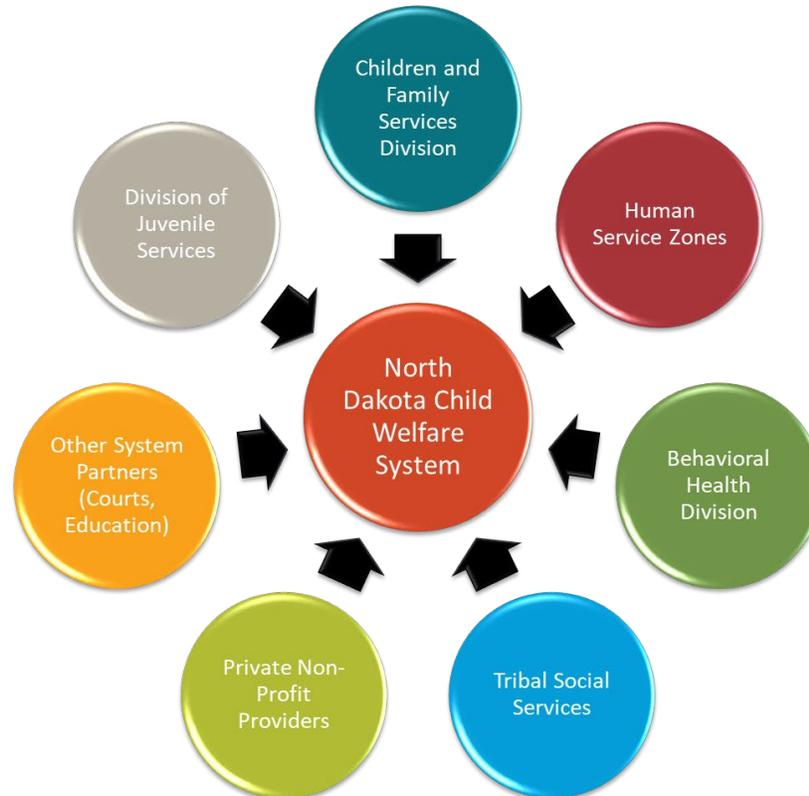 Children and
Family
Services
Division
Human
Service Zones
Behavioral
Health
Division
Tribal Social
Services
Private Non-
Profit
Providers
Other System
Partners
(Courts,
Education)
Division of
Juvenile
Services
North
Dakota Child
Welfare
System